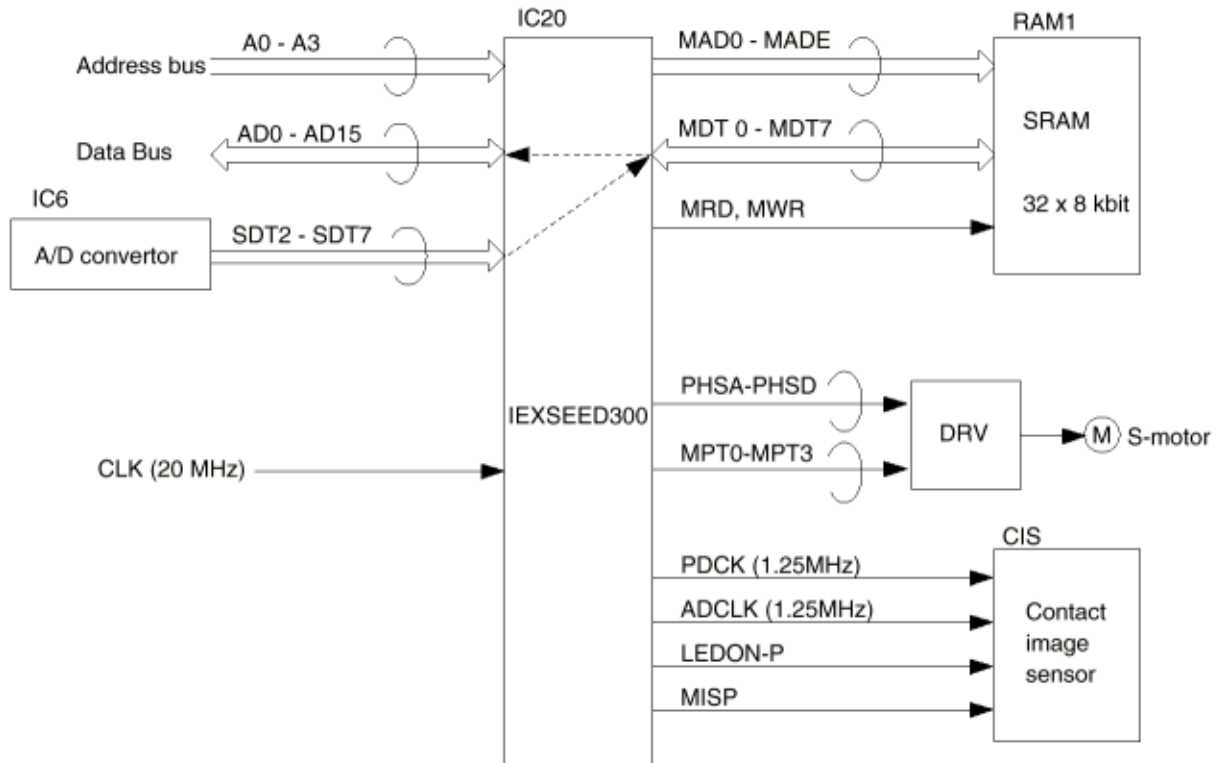 IC20
RAM1
A0 - A3
MAD0 - MADE
Address bus
AD0 - AD15
MDT 0 - MDT7
SRAM
Data Bus
IC6
32 x 8 kbit
SDT2 - SDT7
MRD, MWR
A/D convertor
PHSA-PHSD
IEXSEED300
DRV
M
S-motor
MPT0-MPT3
CLK (20 MHz)
CIS
PDCK (1.25MHz)
ADCLK (1.25MHz)
Contact
image
sensor
LEDON-P
MISP